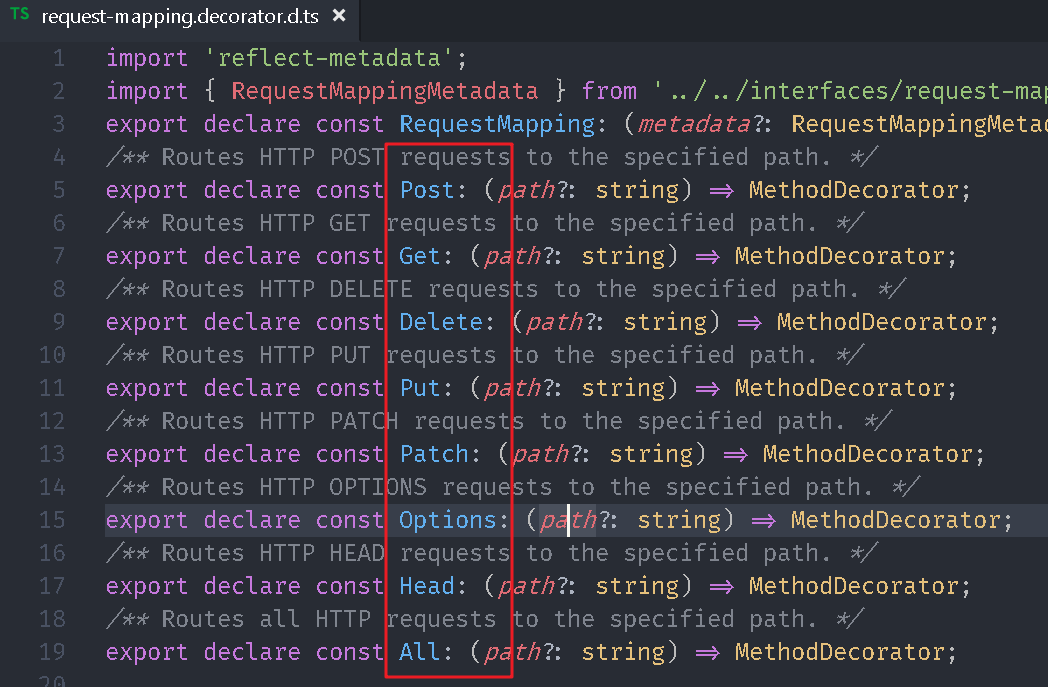 TS request-mapping.decorator.d.ts ×
1 import 'reflect-metadata';
2 import { RequestMappingMetadata } from '../../interfaces/request-map
3 export declare const RequestMapping: (metadata?: RequestMappingMetad
4 /** Routes HTTP POST requests to the specified path. */
5 export declare const Post: (path?: string) => MethodDecorator;
6 /** Routes HTTP GET requests to the specified path. */
7 export declare const Get: (path?: string) => MethodDecorator;
8 /** Routes HTTP DELETE requests to the specified path. */
9 export declare const Delete: (path?: string) => MethodDecorator;
10 /** Routes HTTP PUT requests to the specified path. */
11 export declare const Put: (path?: string) => MethodDecorator;
12 /** Routes HTTP PATCH requests to the specified path. */
13 export declare const Patch: (path?: string) => MethodDecorator;
14 /** Routes HTTP OPTIONS requests to the specified path. */
15 export declare const Options: (path?: string) => MethodDecorator;
16 /** Routes HTTP HEAD requests to the specified path. */
17 export declare const Head: (path?: string) => MethodDecorator;
18 /** Routes all HTTP requests to the specified path. */
19 export declare const All: (path?: string) => MethodDecorator;
20